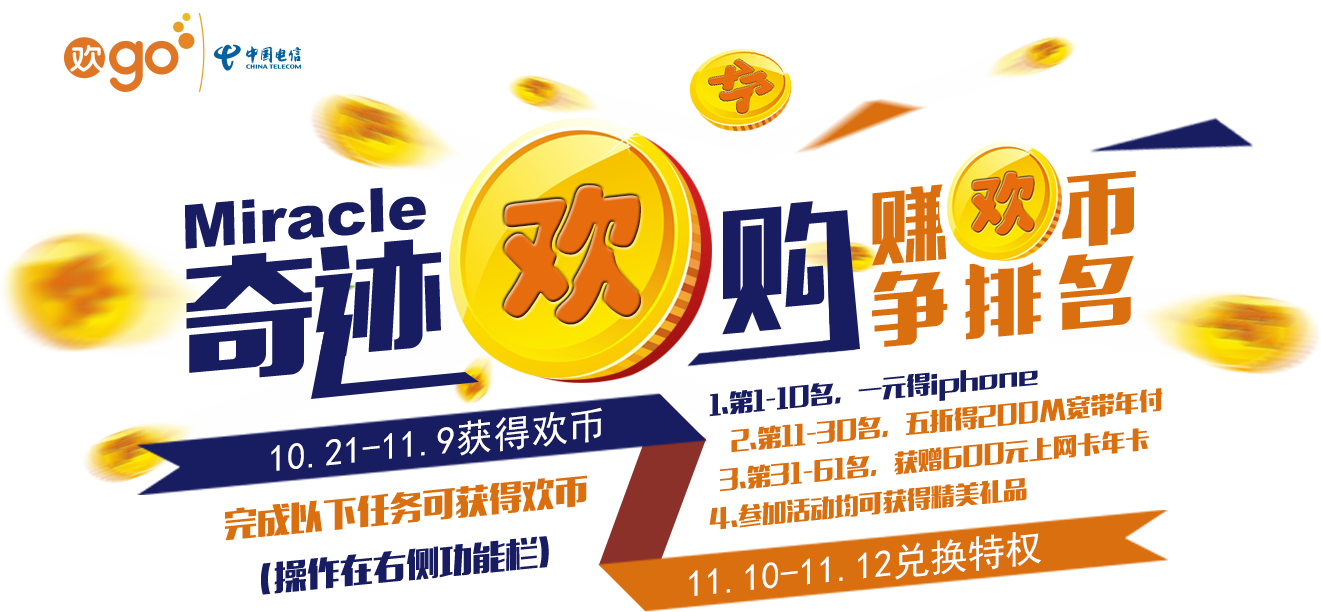 欢go
中国电信
CHINA TELECOM
欢
Miracle
奇迹欢购
赚欢币
争排名
1、第1-10名，一元得iphone
2、第11-30名，五折得200M宽带年付
3、第31-61名，获赠600元上网卡年卡
4、参加活动均可获得精美礼品
10.21-11.9获得欢币
完成以下任务可获得欢币
(操作在右侧功能栏)
11.10-11.12兑换特权